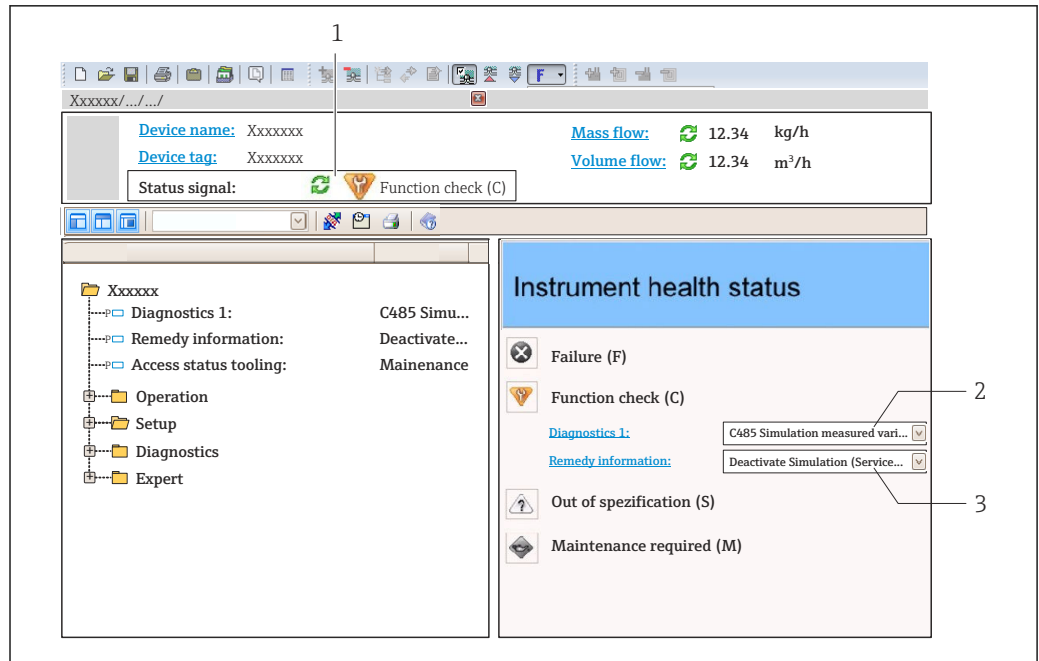 1
F
Xxxxxx/.../.../
Device name: Xxxxxxx
Mass flow: 12.34 kg/h
Device tag: Xxxxxxx
Volume flow: 12.34 m³/h
Status signal: Function check (C)
Instrument health status
Xxxxxx
P Diagnostics 1: C485 Simu...
P Remedy information: Deactivate...
P Access status tooling: Mainenance
Operation
Setup
Diagnostics
Expert
Failure (F)
Function check (C)
2
Diagnostics 1: C485 Simulation measured vari...
Remedy information: Deactivate Simulation (Service...
3
Out of spezification (S)
Maintenance required (M)